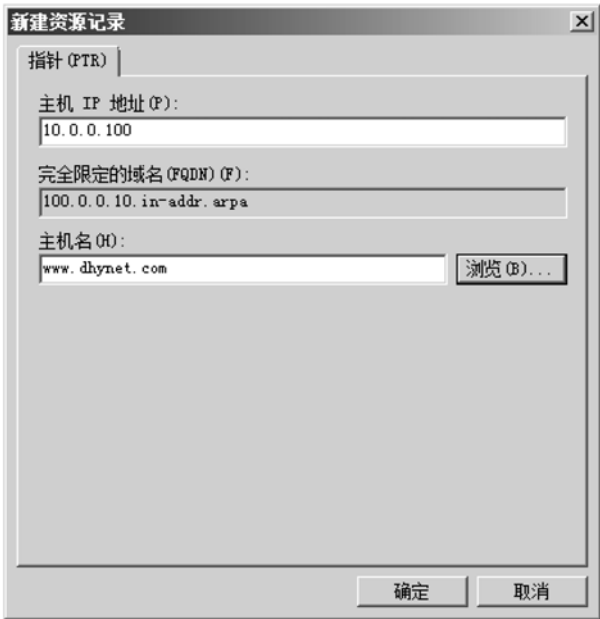 新建资源记录
指针(PTR)
主机 IP 地址(P):
10.0.0.100
完全限定的域名(FQDN)(F):
100.0.0.10.in-addr.arpa
主机名(H):
www.dhynet.com
浏览(B)...
确定 取消